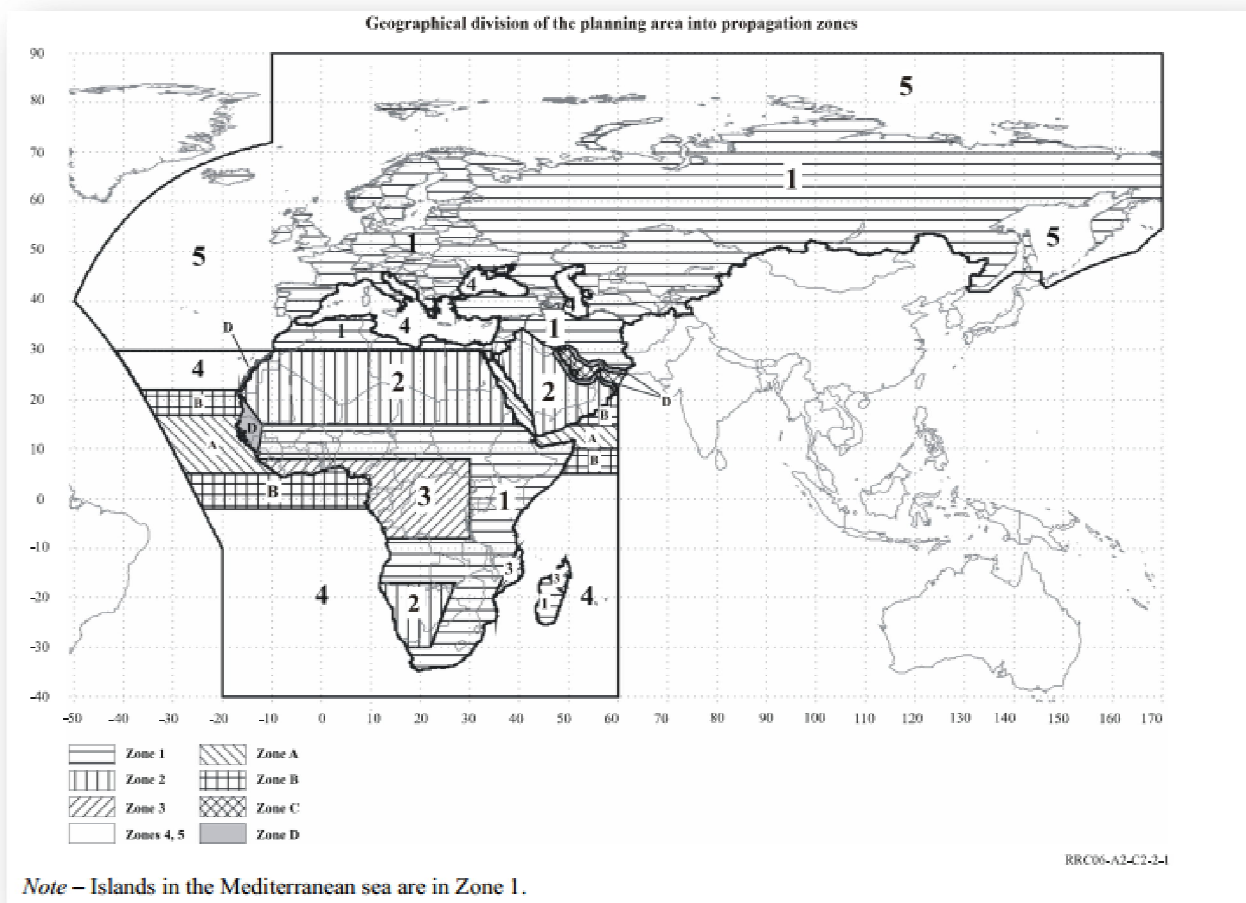 Geographical division of the planning area into propagation zones
90
80
5
70
1
60
5
1
5
50
4
40
D
1
4
1
30
4
2
2
20
B
D
B
D
A
A
10
B
B
3
1
0
-10
3
4
3
4
-20
2
1
-30
-40
-50 -40 -30 -20 -10 0 10 20 30 40 50 60 70 80 90 100 110 120 130 140 150 160 170
Zone 1 Zone A
Zone 2 Zone B
Zone 3 Zone C
Zones 4, 5 Zone D
RRC06-A2-C2-2-1
Note – Islands in the Mediterranean sea are in Zone 1.